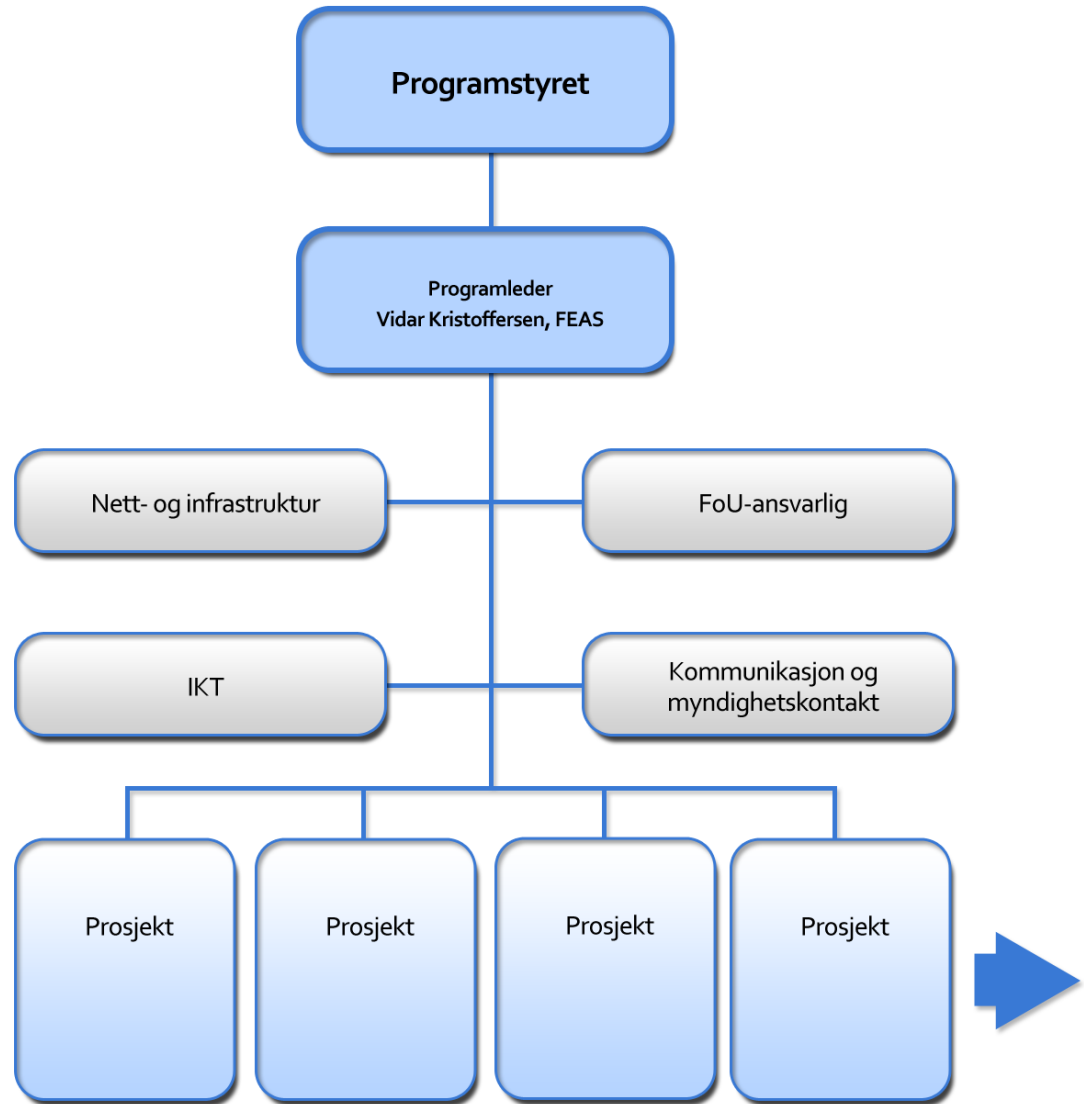 Programstyret
Programleder
Vidar Kristoffersen, FEAS
Nett- og infrastruktur
FoU-ansvarlig
IKT
Kommunikasjon og
myndighetskontakt
Prosjekt
Prosjekt
Prosjekt
Prosjekt